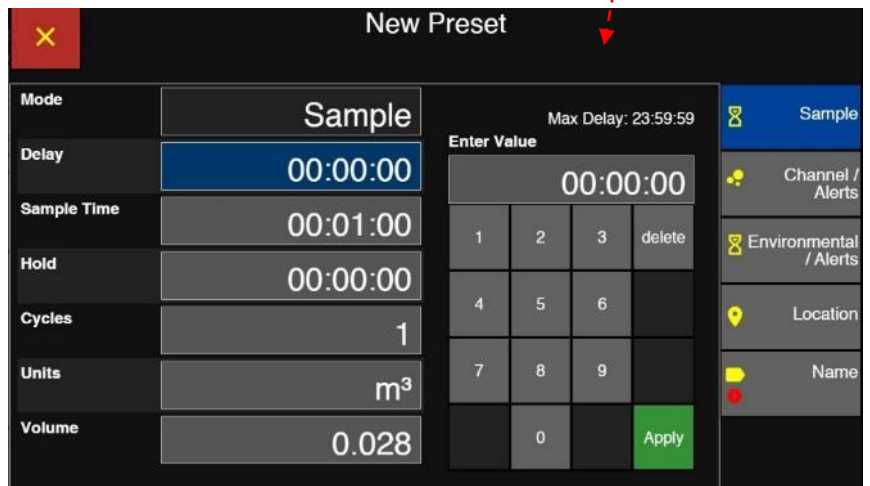 ×
New Preset
Mode
Sample
Delay
00:00:00
Sample Time
00:01:00
Hold
00:00:00
Cycles
1
Units
m³
Volume
0.028
Max Delay: 23:59:59
Enter Value
00:00:00
1 2 3 delete
4 5 6
7 8 9
0 Apply
Sample
Channel /
Alerts
Environmental
/ Alerts
Location
Name